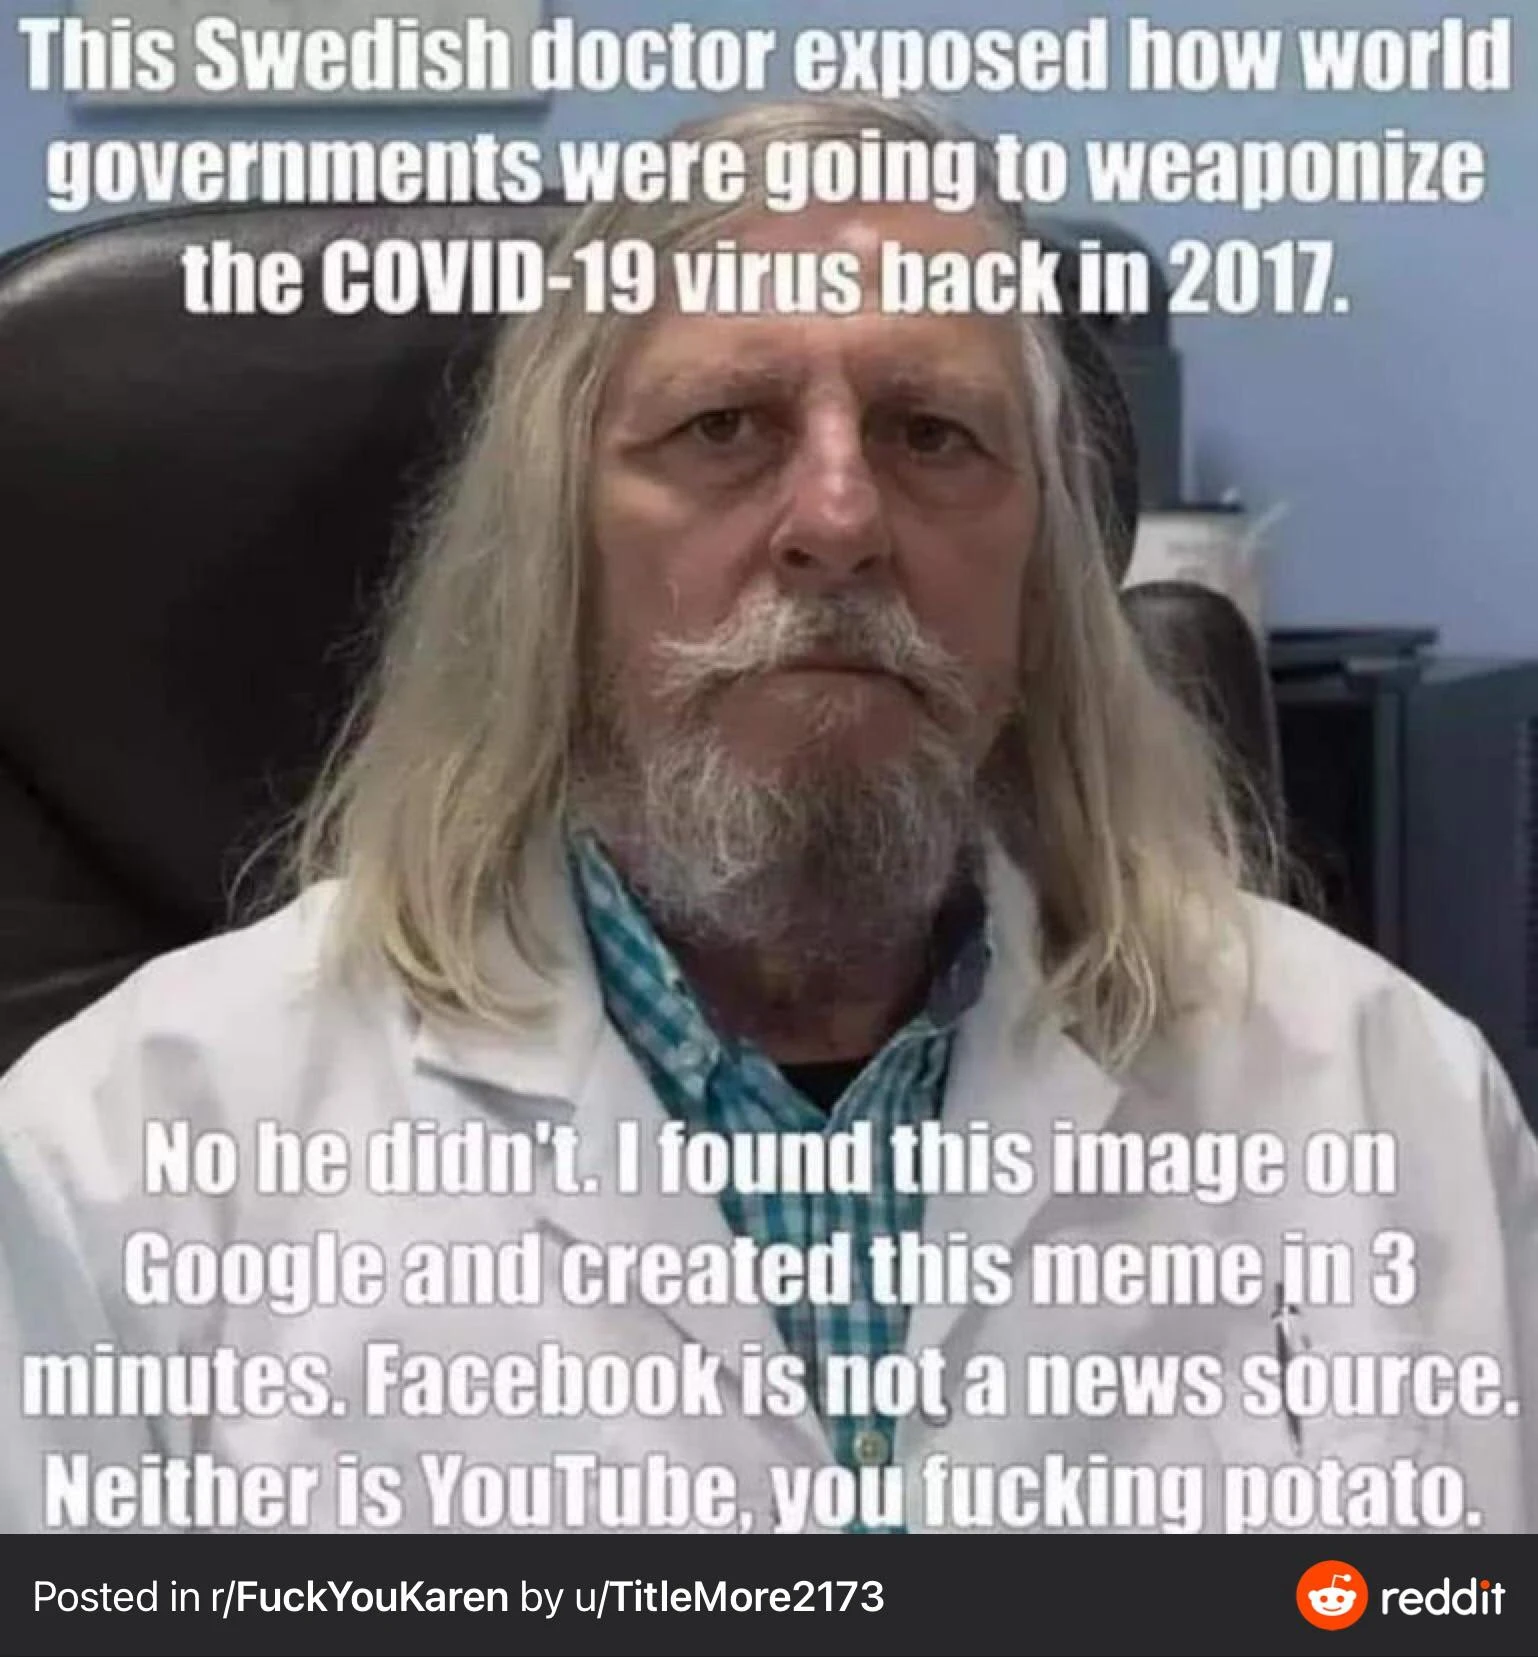 This Swedish doctor exposed how world
governments were going to weaponize
the COVID-19 virus back in 2017.
No he didn't. I found this image on
Google and created this meme in 3
minutes. Facebook is not a news source.
Neither is YouTube, you fucking potato.
Posted in r/FuckYouKaren by u/TitleMore2173
reddit